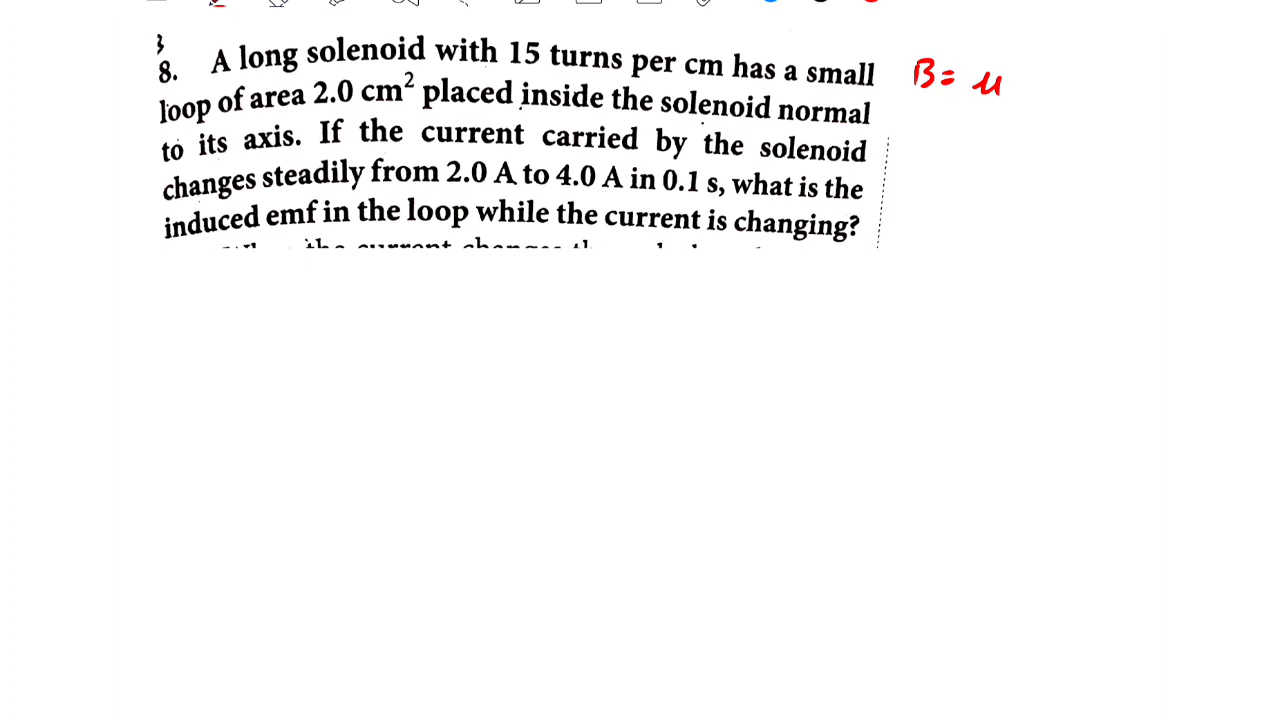 8. A long solenoid with 15 turns per cm has a small
loop of area 2.0 cm² placed inside the solenoid normal
to its axis. If the current carried by the solenoid
changes steadily from 2.0 A to 4.0 A in 0.1 s, what is the
induced emf in the loop while the current is changing?
B= μ